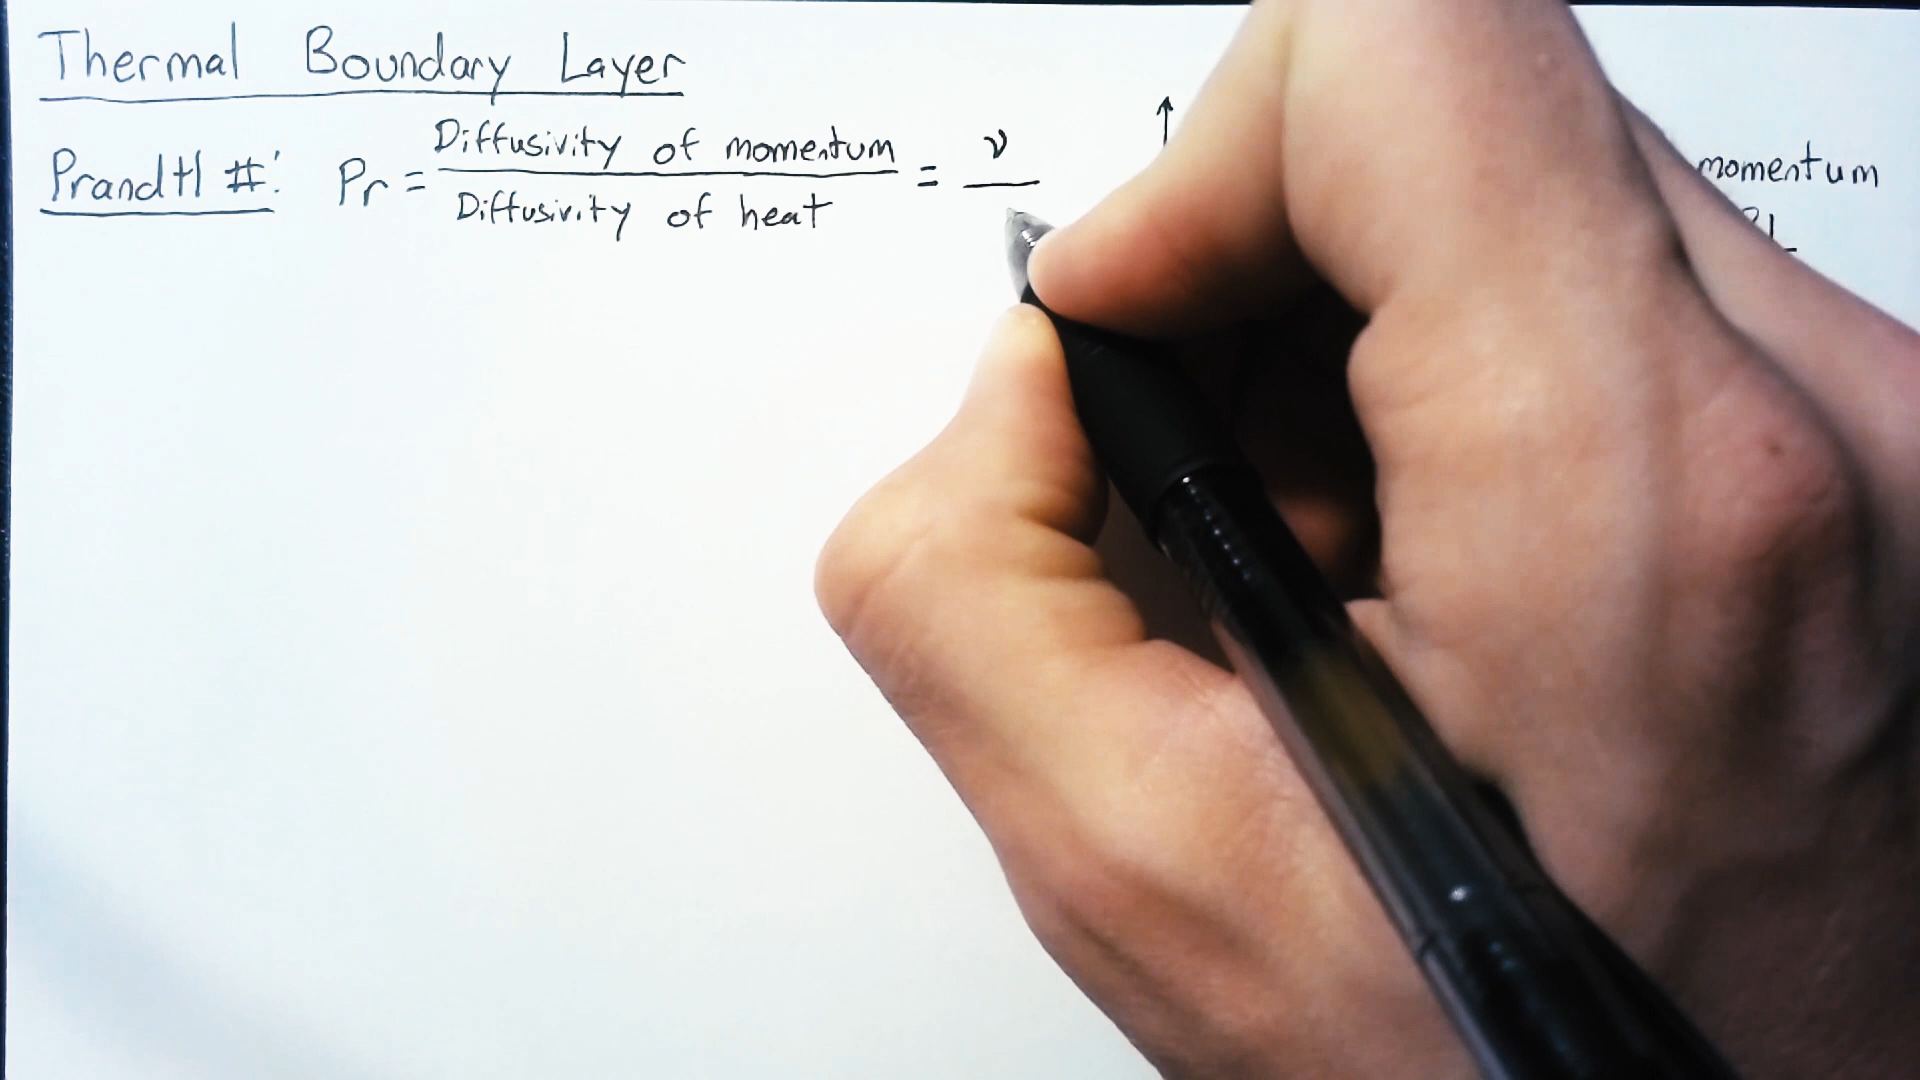 Thermal Boundary Layer
Prandtl #: Pr = Diffusivity of momentum / Diffusivity of heat = ν
momentum